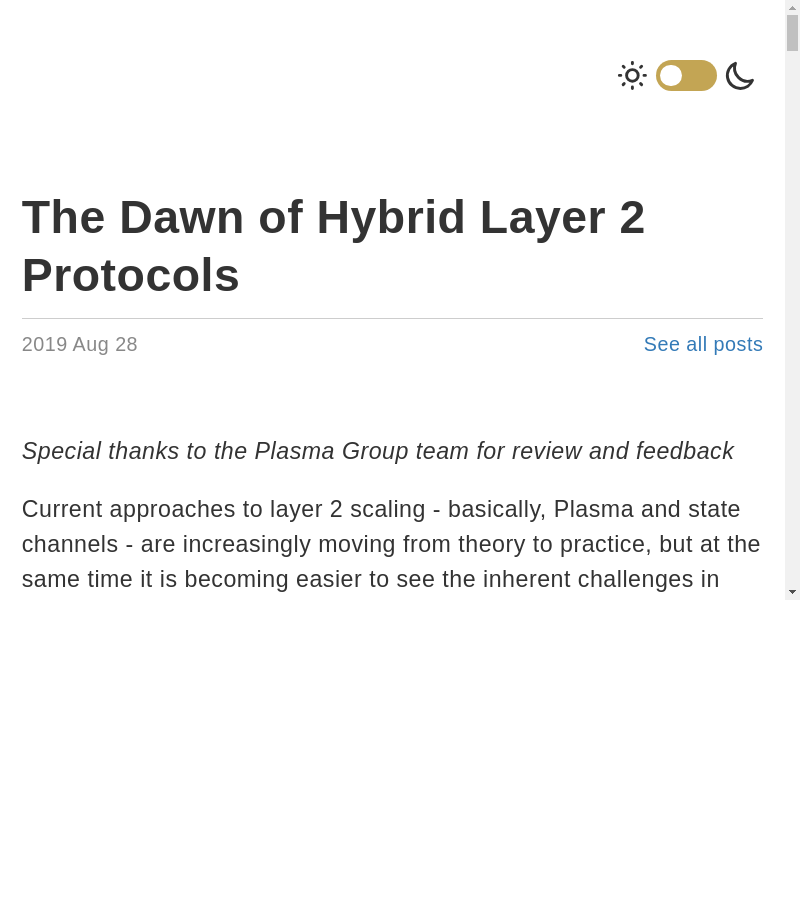 The Dawn of Hybrid Layer 2
Protocols
2019 Aug 28
See all posts
Special thanks to the Plasma Group team for review and feedback
Current approaches to layer 2 scaling - basically, Plasma and state
channels - are increasingly moving from theory to practice, but at the
same time it is becoming easier to see the inherent challenges in